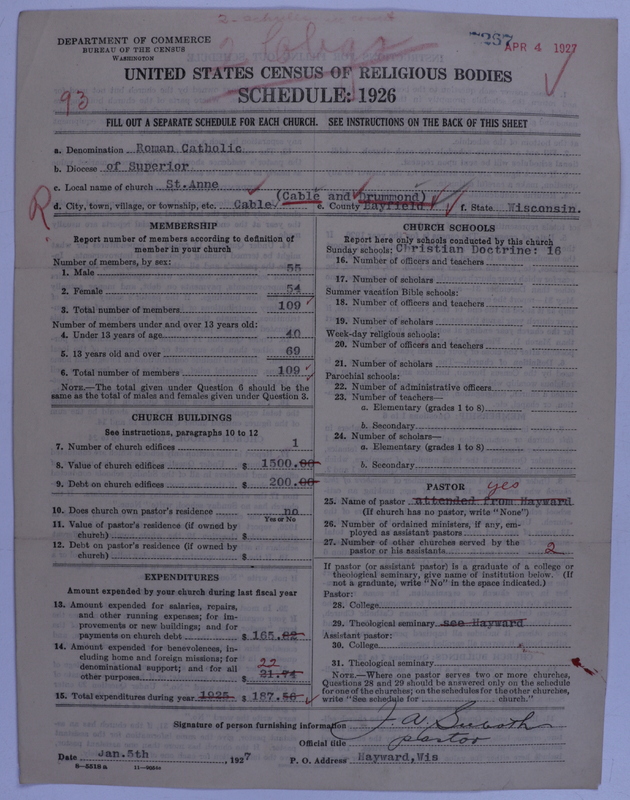 7267
APR 4 1927
DEPARTMENT OF COMMERCE
BUREAU OF THE CENSUS
WASHINGTON
UNITED STATES CENSUS OF RELIGIOUS BODIES
SCHEDULE: 1926
93
FILL OUT A SEPARATE SCHEDULE FOR EACH CHURCH. SEE INSTRUCTIONS ON THE BACK OF THIS SHEET
a. Denomination Roman Catholic
b. Diocese of Superior
c. Local name of church St.Anne
(Cable and Drummond)
d. City, town, village, or township, etc. Cable e. County Bayfield f. State Wisconsin.
R
MEMBERSHIP
Report number of members according to definition of
member in your church
Number of members, by sex:
1. Male 55
2. Female 54
3. Total number of members 109
Number of members under and over 13 years old:
4. Under 13 years of age 40
5. 13 years old and over 69
6. Total number of members 109
NOTE.—The total given under Question 6 should be the
same as the total of males and females given under Question 3.
CHURCH BUILDINGS
See instructions, paragraphs 10 to 12
7. Number of church edifices 1
8. Value of church edifices $ 1500.00
9. Debt on church edifices $ 200.00
10. Does church own pastor's residence no
Yes or No
11. Value of pastor's residence (if owned by
church) $
12. Debt on pastor's residence (if owned by
church) $
EXPENDITURES
Amount expended by your church during last fiscal year
13. Amount expended for salaries, repairs,
and other running expenses; for im-
provements or new buildings; and for
payments on church debt $ 165.82
14. Amount expended for benevolences, in-
cluding home and foreign missions; for
denominational support; and for all
other purposes $ 21.74
22
15. Total expenditures during year 1925 $ 187.56
CHURCH SCHOOLS
Report here only schools conducted by this church
Sunday schools: Christian Doctrine: 16
16. Number of officers and teachers
17. Number of scholars
Summer vacation Bible schools:
18. Number of officers and teachers
19. Number of scholars
Week-day religious schools:
20. Number of officers and teachers
21. Number of scholars
Parochial schools:
22. Number of administrative officers
23. Number of teachers—
a. Elementary (grades 1 to 8)
b. Secondary
24. Number of scholars—
a. Elementary (grades 1 to 8)
b. Secondary
PASTOR yes
25. Name of pastor attended from Hayward
(If church has no pastor, write "None")
26. Number of ordained ministers, if any, em-
ployed as assistant pastors
27. Number of other churches served by the
pastor or his assistants 2
If pastor (or assistant pastor) is a graduate of a college or
theological seminary, give name of institution below. (If
not a graduate, write "No" in the space indicated.)
Pastor:
28. College
29. Theological seminary see Hayward
Assistant pastor:
30. College
31. Theological seminary
NOTE.—Where one pastor serves two or more churches,
Questions 28 and 29 should be answered only on the schedule
for one of the churches; on the schedules for the other churches,
write "See schedule for church."
Signature of person furnishing information J. A.
Official title pastor
Date Jan.5th, 1927 P. O. Address Hayward,Wis
8—5518 a